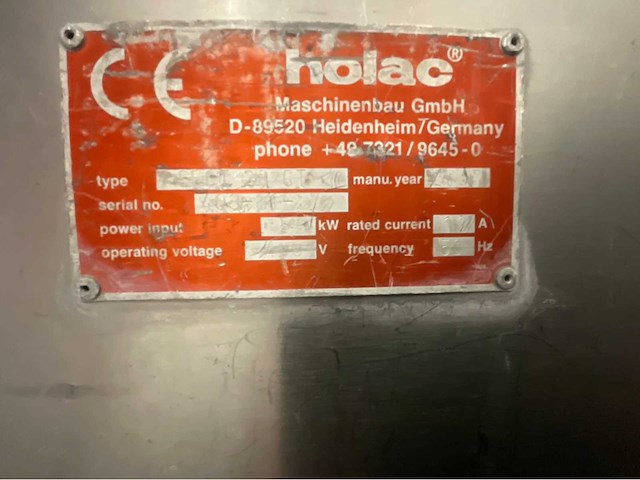 CE holac®
Maschinenbau GmbH
D-89520 Heidenheim/Germany
phone +49 7321/9645-0
type manu. year
serial no.
power input kW rated current A
operating voltage V frequency Hz